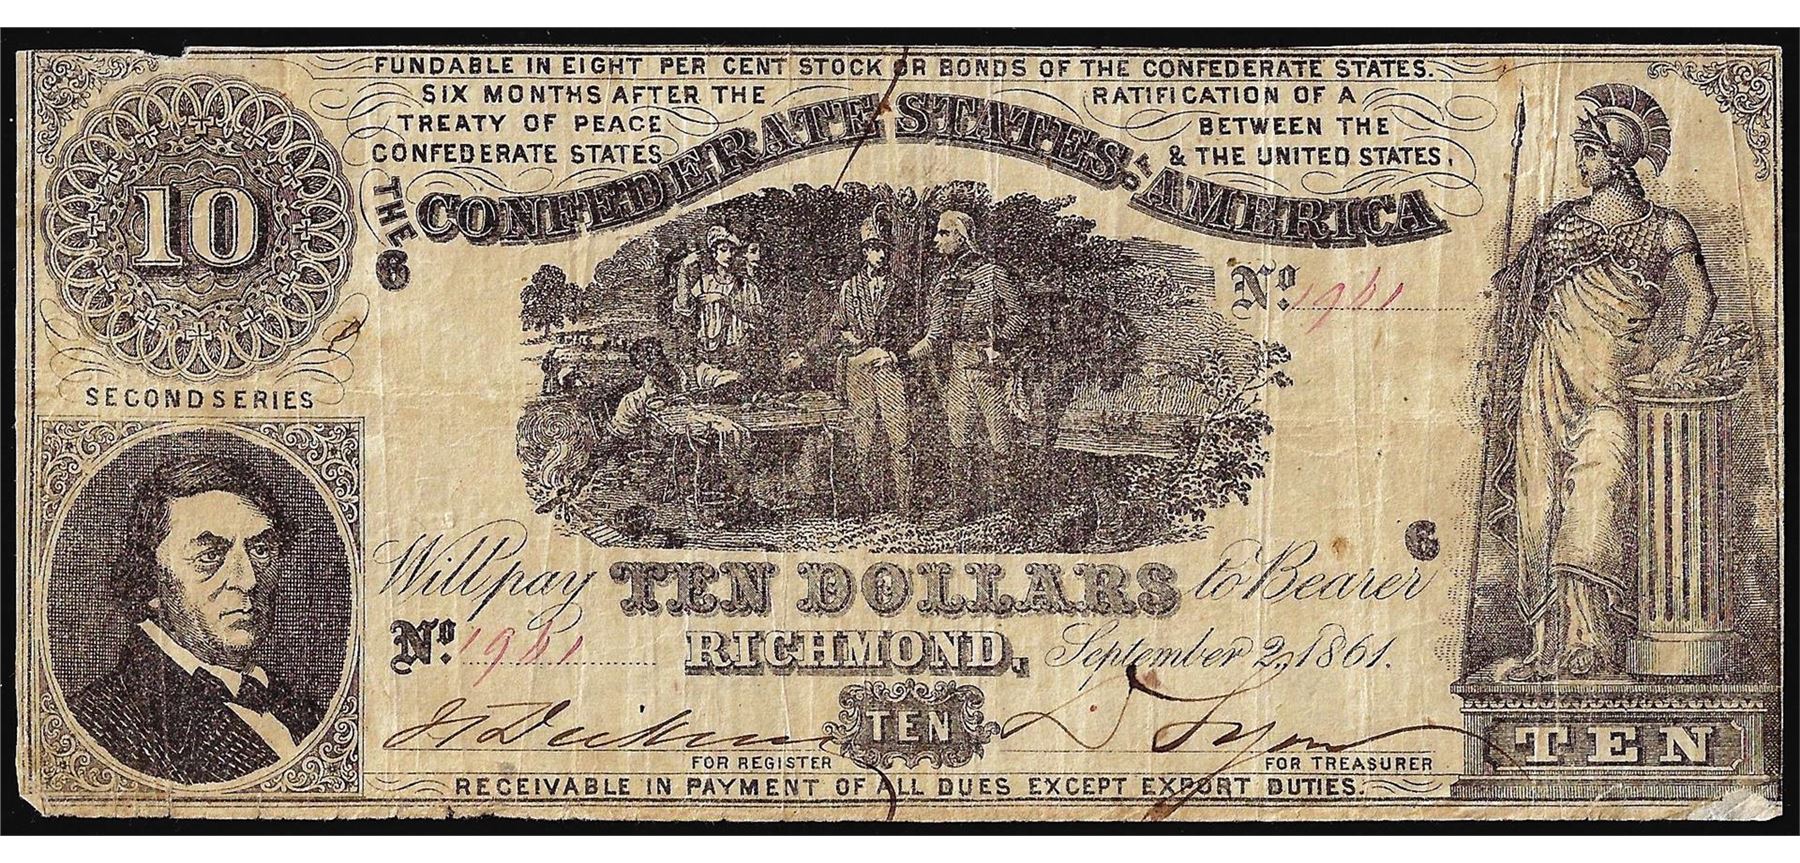 FUNDABLE IN EIGHT PER CENT STOCK OR BONDS OF THE CONFEDERATE STATES.
SIX MONTHS AFTER THE RATIFICATION OF A
TREATY OF PEACE BETWEEN THE
CONFEDERATE STATES & THE UNITED STATES.
THE CONFEDERATE STATES OF AMERICA
10
6
No. 1961
SECOND SERIES
6
Will pay TEN DOLLARS to Bearer
No. 1961
RICHMOND, September 2, 1861.
TEN
TEN
FOR REGISTER
FOR TREASURER
RECEIVABLE IN PAYMENT OF ALL DUES EXCEPT EXPORT DUTIES.